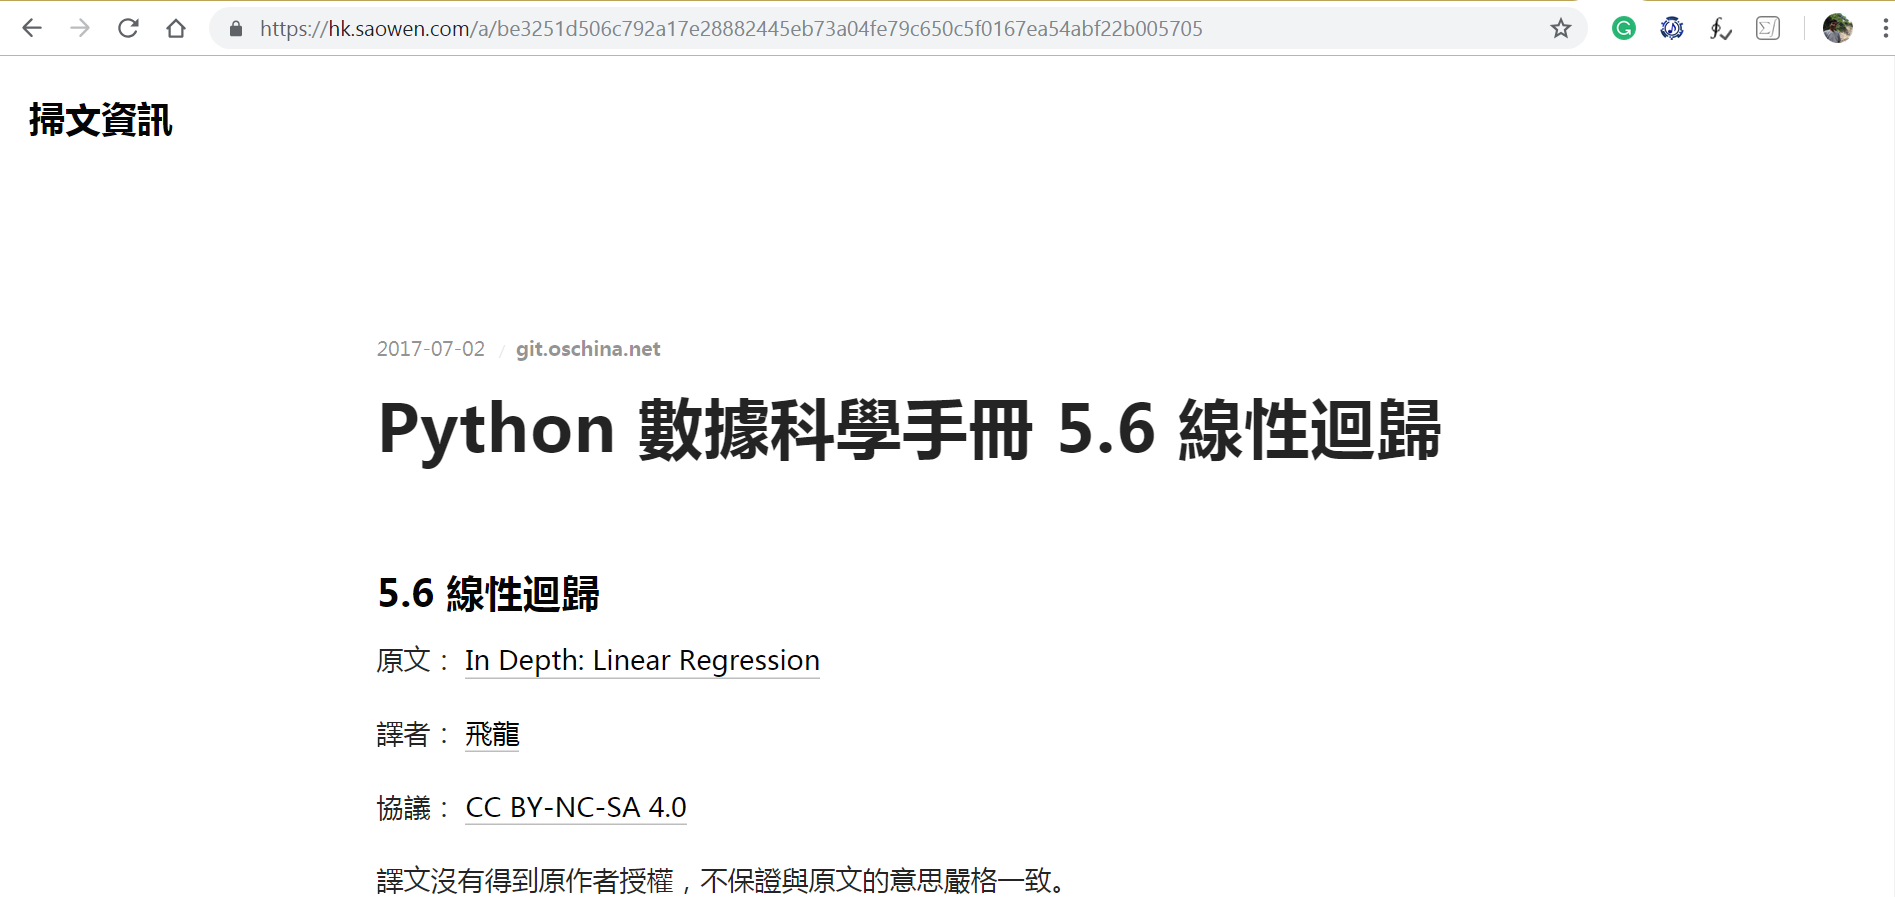 https://hk.saowen.com/a/be3251d506c792a17e28882445eb73a04fe79c650c5f0167ea54abf22b005705
掃文資訊
2017-07-02 / git.oschina.net
Python 數據科學手冊 5.6 線性迴歸
5.6 線性迴歸
原文： In Depth: Linear Regression
譯者： 飛龍
協議： CC BY-NC-SA 4.0
譯文沒有得到原作者授權，不保證與原文的意思嚴格一致。